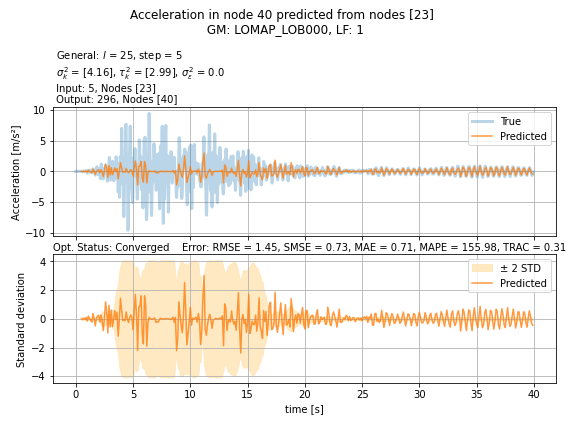 Acceleration in node 40 predicted from nodes [23]
GM: LOMAP_LOB000, LF: 1
General: l = 25, step = 5
σ²ₖ = [4.16], τ²ₖ = [2.99], σ²ε = 0.0
Input: 5, Nodes [23]
Output: 296, Nodes [40]
Acceleration [m/s²]
10
5
0
−5
−10
True
Predicted
Opt. Status: Converged    Error: RMSE = 1.45, SMSE = 0.73, MAE = 0.71, MAPE = 155.98, TRAC = 0.31
Standard deviation
4
2
0
−2
−4
± 2 STD
Predicted
0 5 10 15 20 25 30 35 40
time [s]